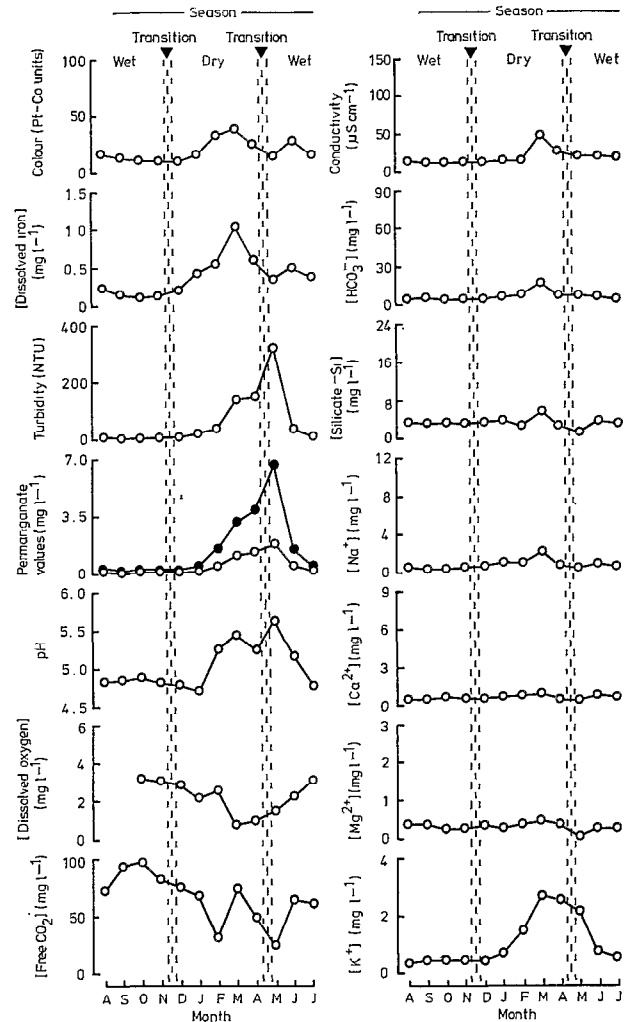 Season
Transition Transition
Wet Dry Wet
Colour (Pt-Co units)
100
50
0
[Dissolved iron]
(mg l−1)
1.5
1 0
0.5
0
Turbidity (NTU)
400
200
0
Permanganate
values (mg l−1)
7.0
3.5
0
pH
6.0
5.5
5.0
4.5
[Dissolved oxygen]
(mg l−1)
6
4
2
0
[Free CO2] (mg l−1)
100
50
0
A S O N D J F M A M J J
Month
Season
Transition Transition
Wet Dry Wet
Conductivity
(μS cm−1)
150
100
50
0
[HCO3−] (mg l−1)
90
60
30
0
[Silicate −Si]
(mg l−1)
24
16
8
0
[Na+] (mg l−1)
12
8
4
0
[Ca2+] (mg l−1)
9
6
3
0
[Mg2+] (mg l−1)
3
2
1
0
[K+] (mg l−1)
4
2
0
A S O N D J F M A M J J
Month